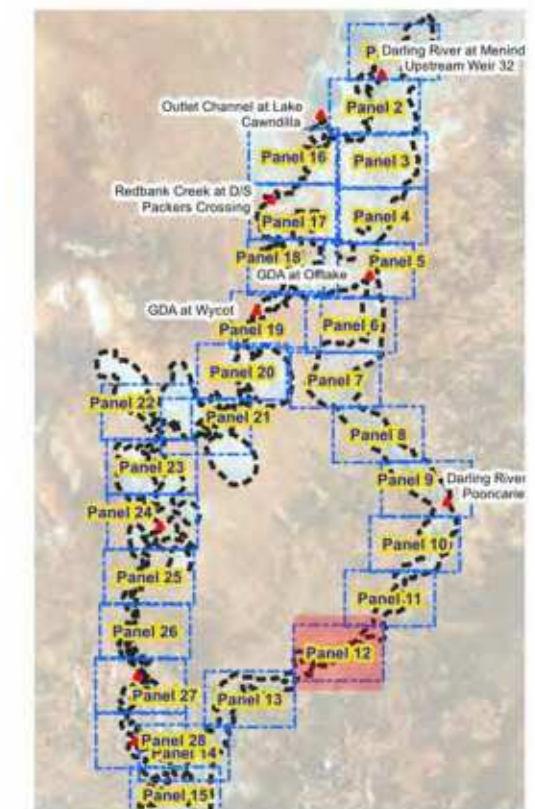 P
Darling River at Menind
Upstream Weir 32
Panel 2
Outlet Channel at Lake
Cawndilla
Panel 16
Panel 3
Redbank Creek at D/S
Packers Crossing
Panel 17
Panel 4
Panel 18
Panel 5
GDA at Offtake
GDA at Wycot
Panel 19
Panel 6
Panel 20
Panel 7
Panel 22
Panel 21
Panel 8
Panel 23
Panel 9
Darling River
Pooncarie
Panel 24
Panel 10
Panel 25
Panel 11
Panel 26
Panel 12
Panel 27
Panel 13
Panel 28
Panel 14
Panel 15